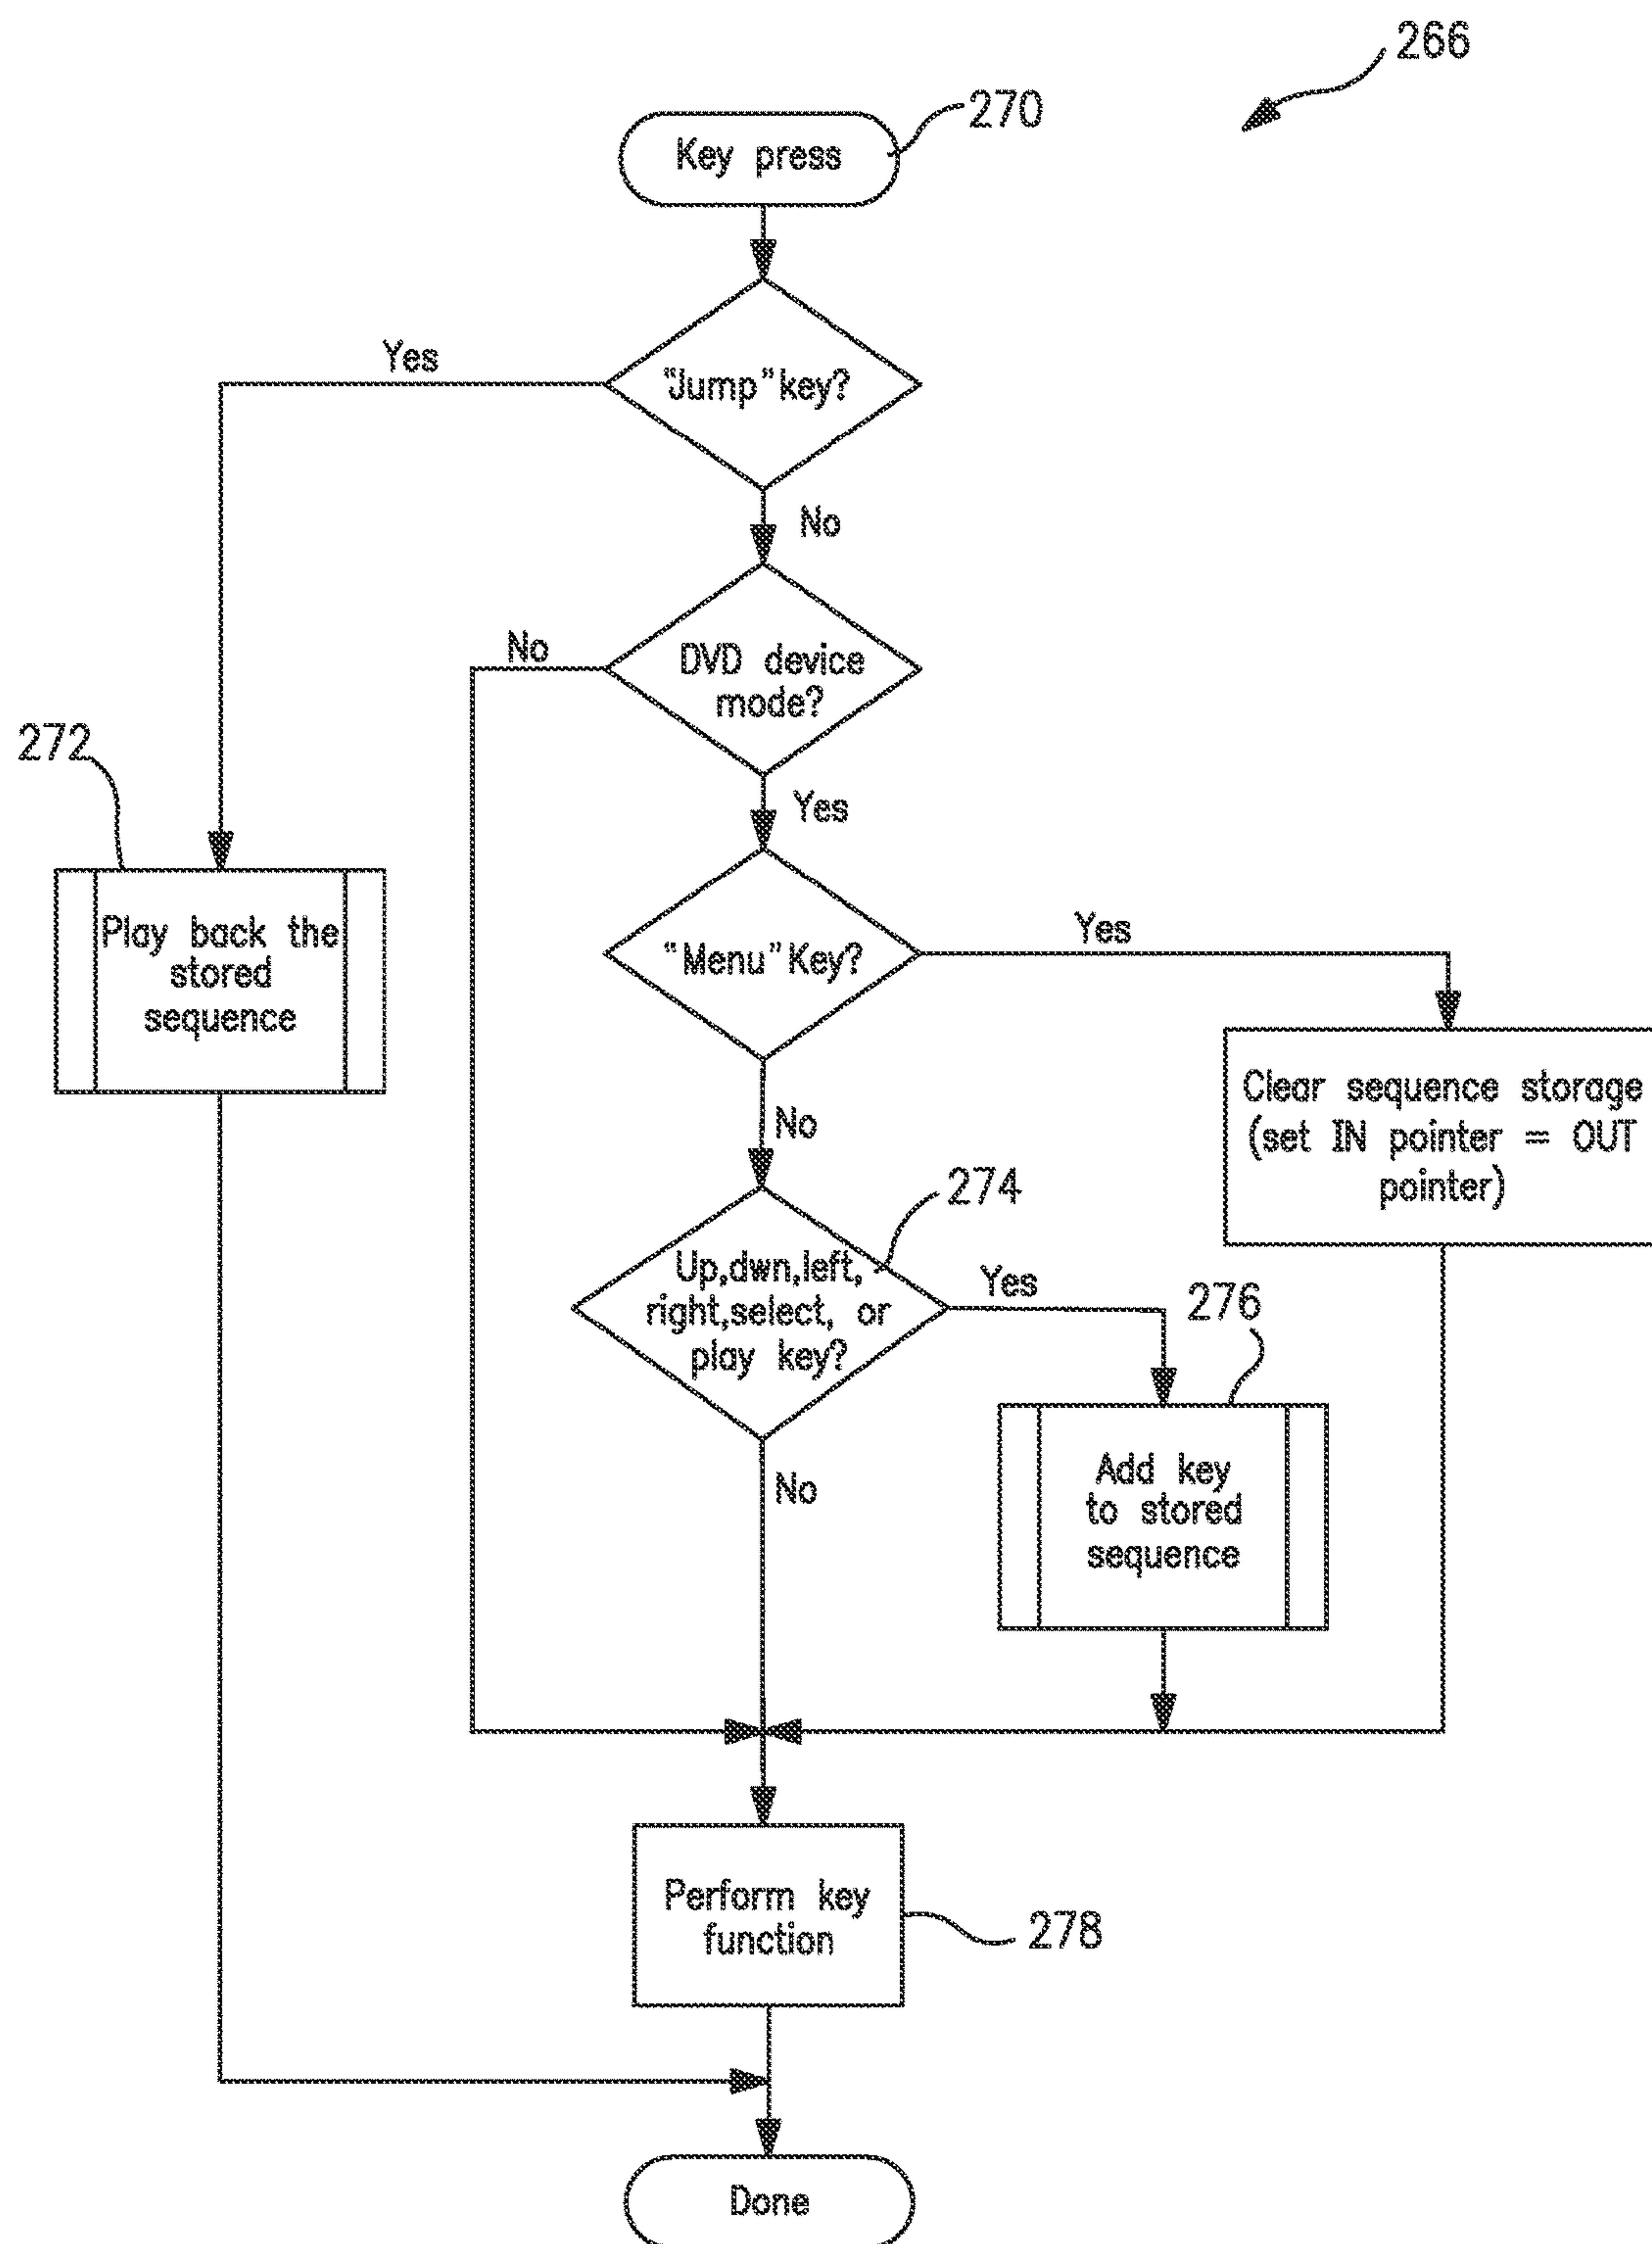 266
270
Key press
Yes
"Jump" key?
No
No
DVD device
mode?
272
Yes
Play back the
stored
sequence
"Menu" Key?
Yes
Clear sequence storage
(set IN pointer = OUT
pointer)
No
274
Up,dwn,left,
right,select, or
play key?
Yes
276
Add key
to stored
sequence
No
Perform key
function
278
Done